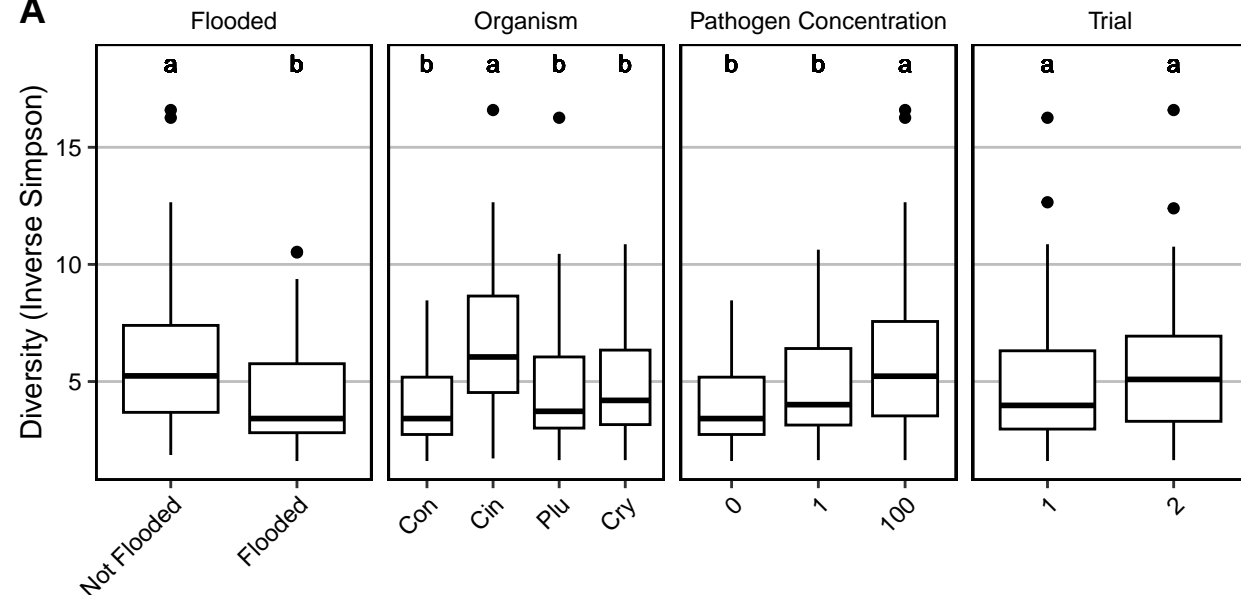 A
Flooded Organism Pathogen Concentration Trial
a b b a b b b b a a a
Diversity (Inverse Simpson)
15
10
5
Not Flooded Flooded Con Cin Plu Cry 0 1 100 1 2